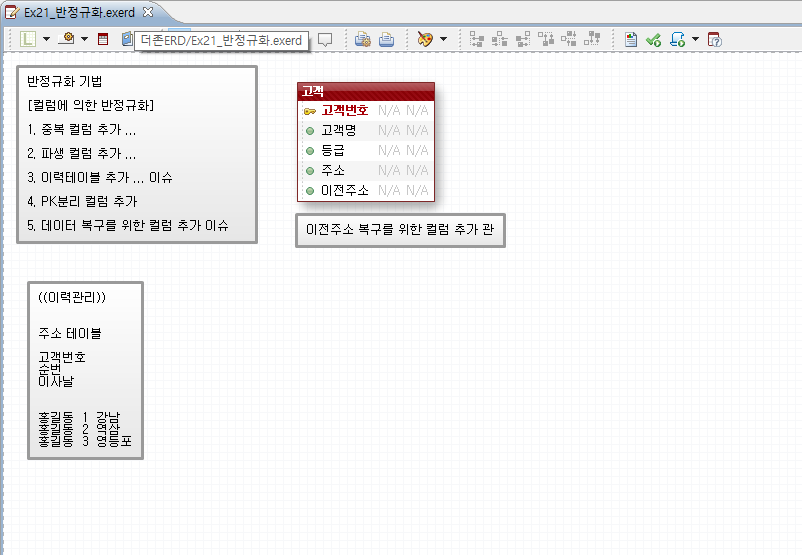 Ex21_반정규화.exerd
더존ERD/Ex21_반정규화.exerd
반정규화 기법
[컬럼에 의한 반정규화]
1. 중복 컬럼 추가 ...
2. 파생 컬럼 추가 ...
3. 이력테이블 추가 ... 이슈
4. PK분리 컬럼 추가
5. 데이터 복구를 위한 컬럼 추가 이슈
고객
고객번호 N/A N/A
고객명 N/A N/A
등급 N/A N/A
주소 N/A N/A
이전주소 N/A N/A
이전주소 복구를 위한 컬럼 추가 관
((이력관리))
주소 테이블
고객번호
순번
이사날
홍길동 1 강남
홍길동 2 역삼
홍길동 3 영등포